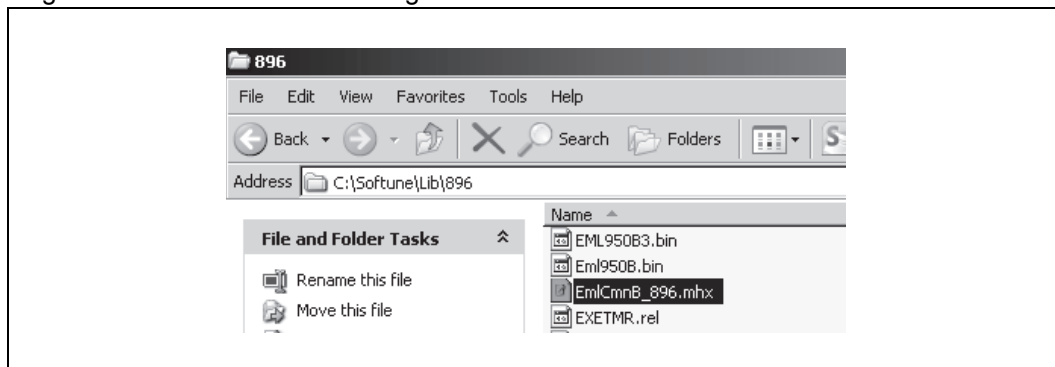 896
File Edit View Favorites Tools Help
Back Search Folders
Address C:\Softune\Lib\896
Name
File and Folder Tasks
EML950B3.bin
Eml950B.bin
Rename this file
EmlCmnB_896.mhx
Move this file
EXETMR.rel